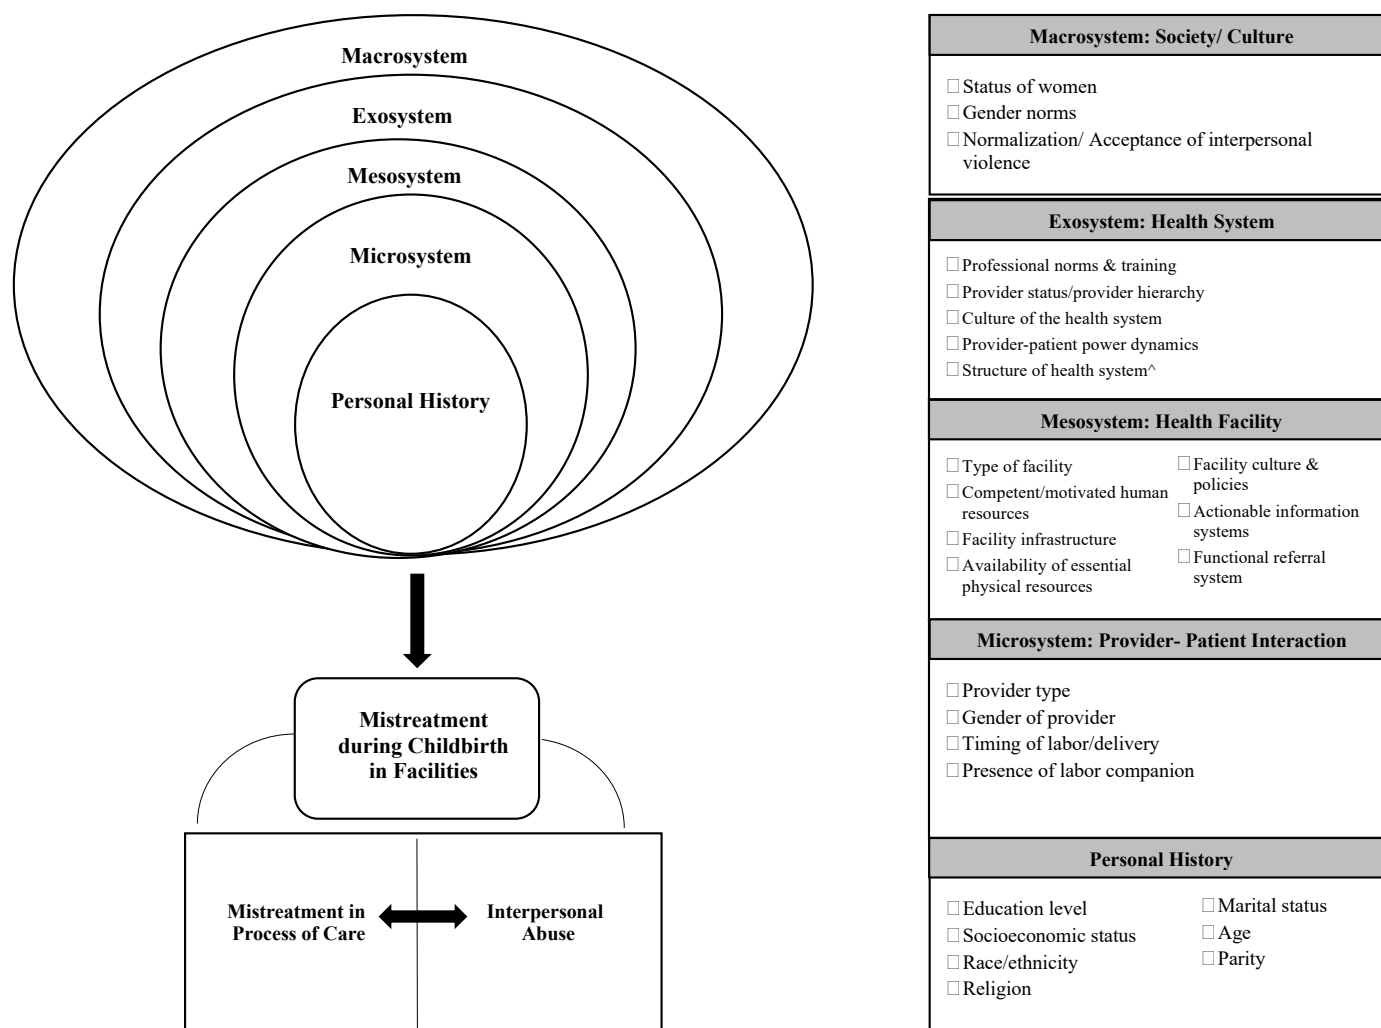 Macrosystem
Exosystem
Mesosystem
Microsystem
Personal History
Mistreatment
during Childbirth
in Facilities
Mistreatment in
Process of Care
Interpersonal
Abuse
Macrosystem: Society/ Culture
Status of women
Gender norms
Normalization/ Acceptance of interpersonal
violence
Exosystem: Health System
Professional norms & training
Provider status/provider hierarchy
Culture of the health system
Provider-patient power dynamics
Structure of health system^
Mesosystem: Health Facility
Type of facility
Competent/motivated human
resources
Facility infrastructure
Availability of essential
physical resources
Facility culture &
policies
Actionable information
systems
Functional referral
system
Microsystem: Provider- Patient Interaction
Provider type
Gender of provider
Timing of labor/delivery
Presence of labor companion
Personal History
Education level
Socioeconomic status
Race/ethnicity
Religion
Marital status
Age
Parity